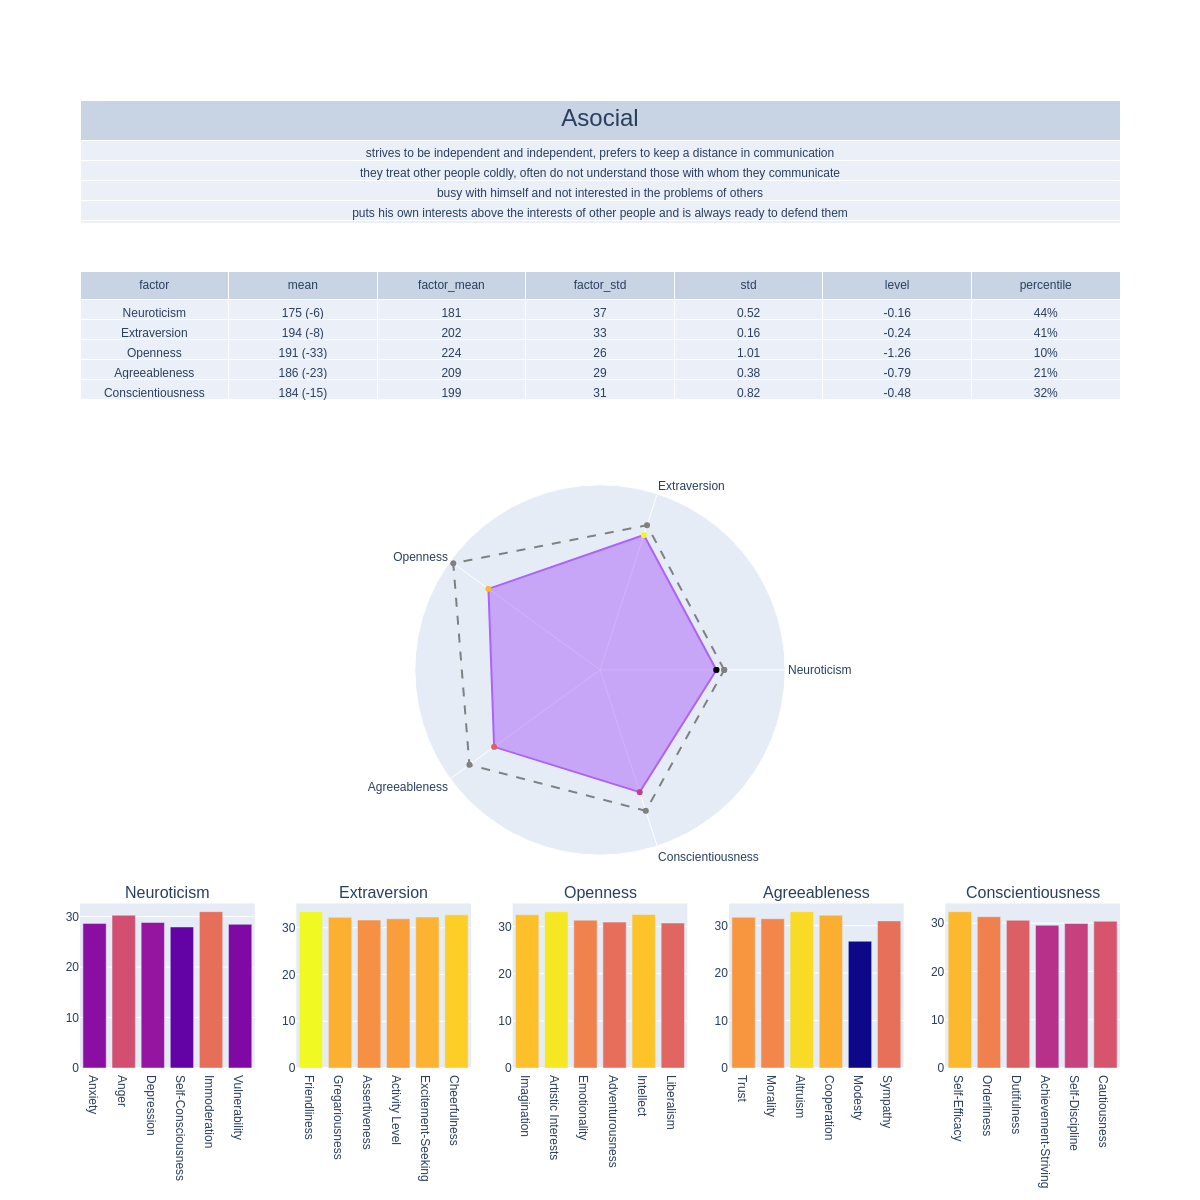 Asocial
strives to be independent and independent, prefers to keep a distance in communication
they treat other people coldly, often do not understand those with whom they communicate
busy with himself and not interested in the problems of others
puts his own interests above the interests of other people and is always ready to defend them
factor mean factor_mean factor_std std level percentile
Neuroticism 175 (-6) 181 37 0.52 -0.16 44%
Extraversion 194 (-8) 202 33 0.16 -0.24 41%
Openness 191 (-33) 224 26 1.01 -1.26 10%
Agreeableness 186 (-23) 209 29 0.38 -0.79 21%
Conscientiousness 184 (-15) 199 31 0.82 -0.48 32%
Extraversion
Openness
Neuroticism
Agreeableness
Conscientiousness
Neuroticism
30
20
10
0
Anxiety
Anger
Depression
Self-Consciousness
Immoderation
Vulnerability
Extraversion
30
20
10
0
Friendliness
Gregariousness
Assertiveness
Activity Level
Excitement-Seeking
Cheerfulness
Openness
30
20
10
0
Imagination
Artistic Interests
Emotionality
Adventurousness
Intellect
Liberalism
Agreeableness
30
20
10
0
Trust
Morality
Altruism
Cooperation
Modesty
Sympathy
Conscientiousness
30
20
10
0
Self-Efficacy
Orderliness
Dutifulness
Achievement-Striving
Self-Discipline
Cautiousness